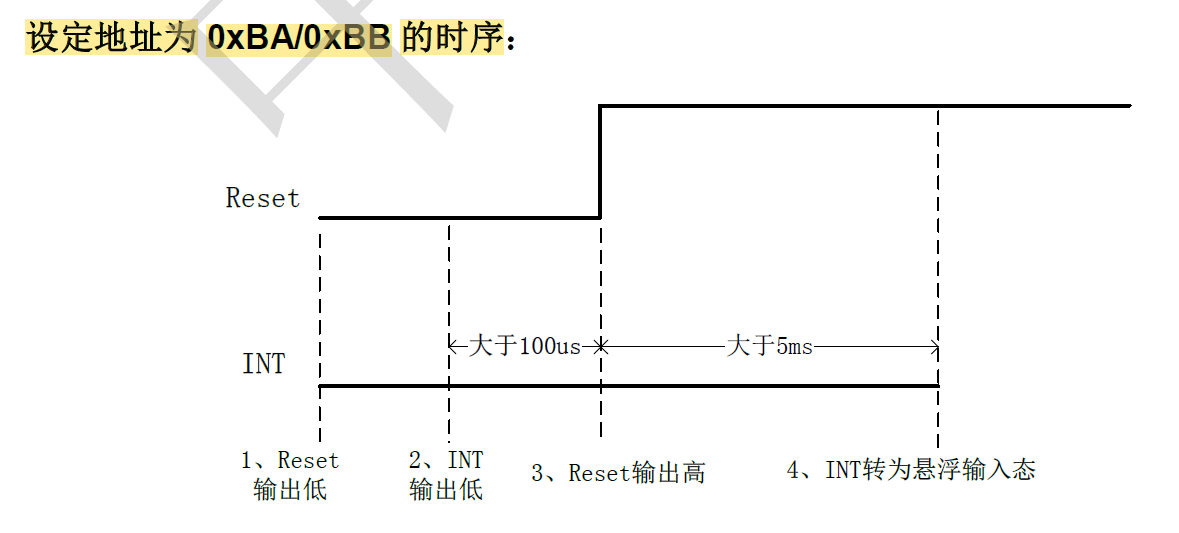 设定地址为 0xBA/0xBB 的时序：
Reset
大于100us
大于5ms
INT
1、Reset
输出低
2、INT
输出低
3、Reset输出高
4、INT转为悬浮输入态